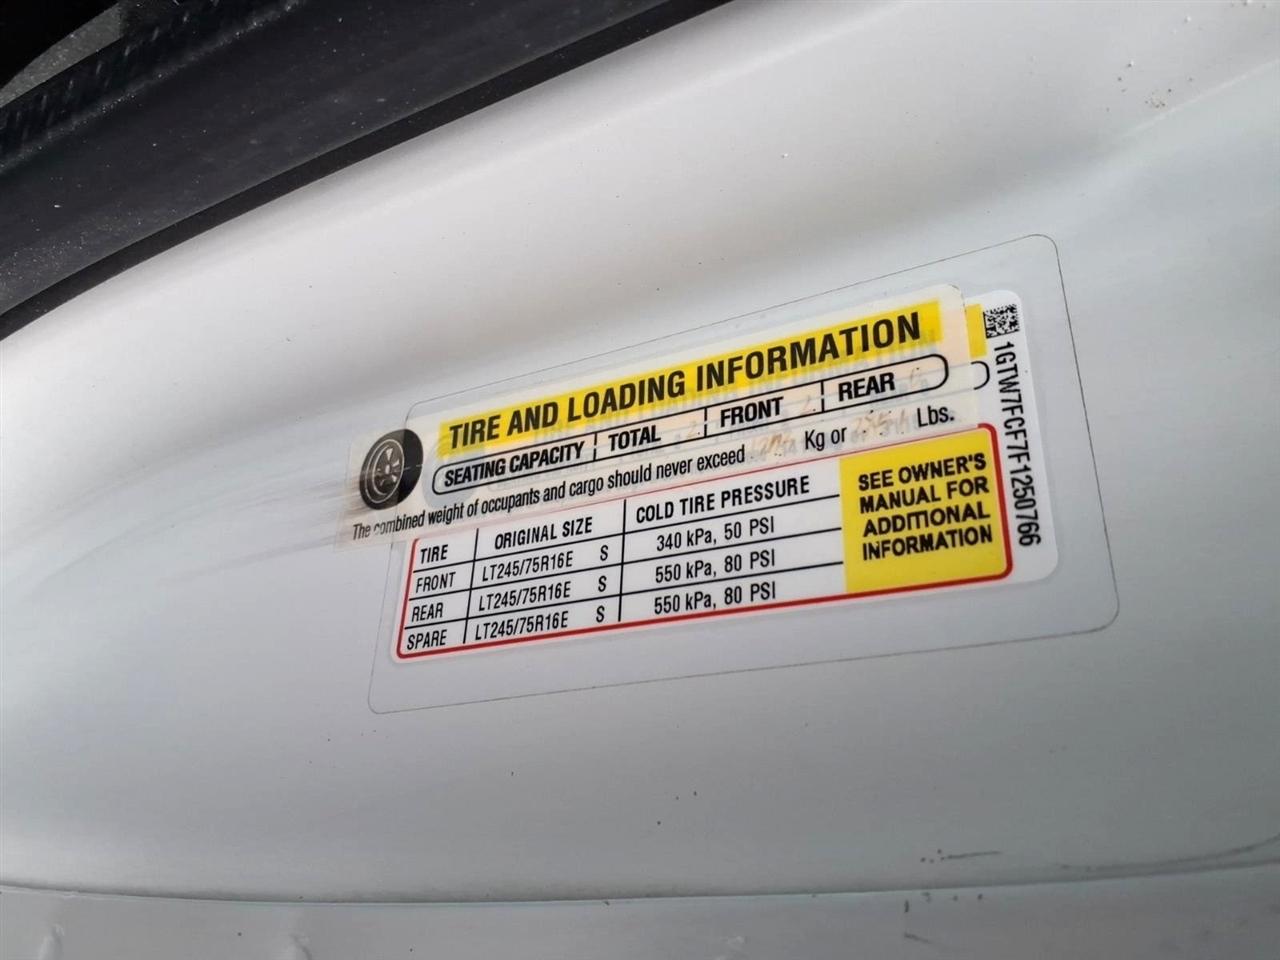 TIRE AND LOADING INFORMATION
SEATING CAPACITY TOTAL 2 FRONT 2 REAR
The combined weight of occupants and cargo should never exceed Kg or Lbs.
TIRE ORIGINAL SIZE COLD TIRE PRESSURE
FRONT LT245/75R16E S 340 kPa, 50 PSI
REAR LT245/75R16E S 550 kPa, 80 PSI
SPARE LT245/75R16E S 550 kPa, 80 PSI
SEE OWNER'S
MANUAL FOR
ADDITIONAL
INFORMATION
1GTW7FCF7F1250766